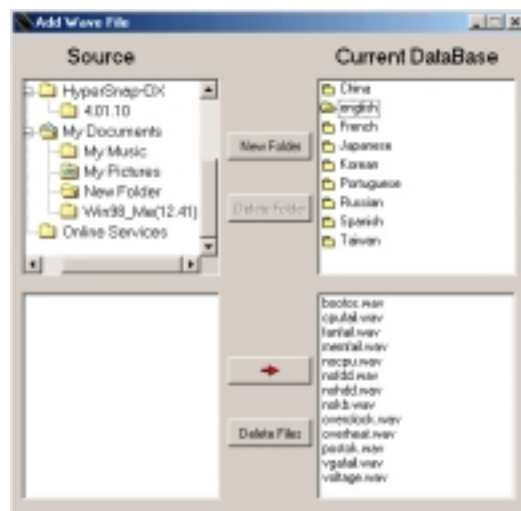 Add Wave File
Source
Current DataBase
HyperSnap-DX
4.01.10
My Documents
My Music
My Pictures
New Folder
Win98_Me(12.41)
Online Services
New Folder
Delete Folder
China
english
French
Japanese
Korean
Portuguese
Russian
Spanish
Taiwan
Delete Files
bootos.wav
cpufail.wav
fanfail.wav
memfail.wav
nocpu.wav
nofdd.wav
nohdd.wav
nokb.wav
overclock.wav
overheat.wav
postok.wav
vgafail.wav
voltage.wav